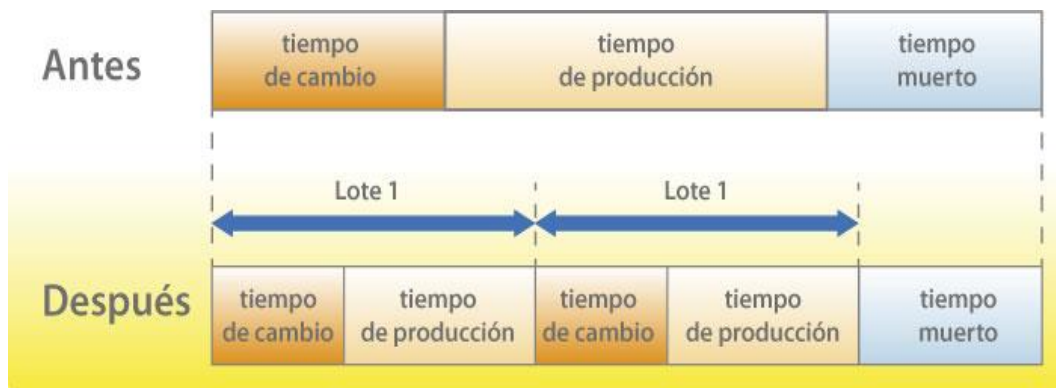 Antes
tiempo
de cambio
tiempo
de producción
tiempo
muerto
Lote 1
Lote 1
Después
tiempo
de cambio
tiempo
de producción
tiempo
de cambio
tiempo
de producción
tiempo
muerto